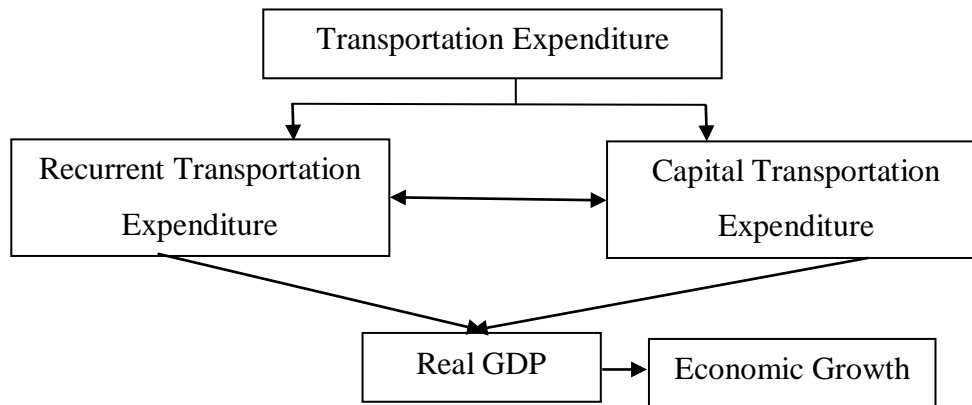 Transportation Expenditure
Recurrent Transportation
Expenditure
Capital Transportation
Expenditure
Real GDP
Economic Growth